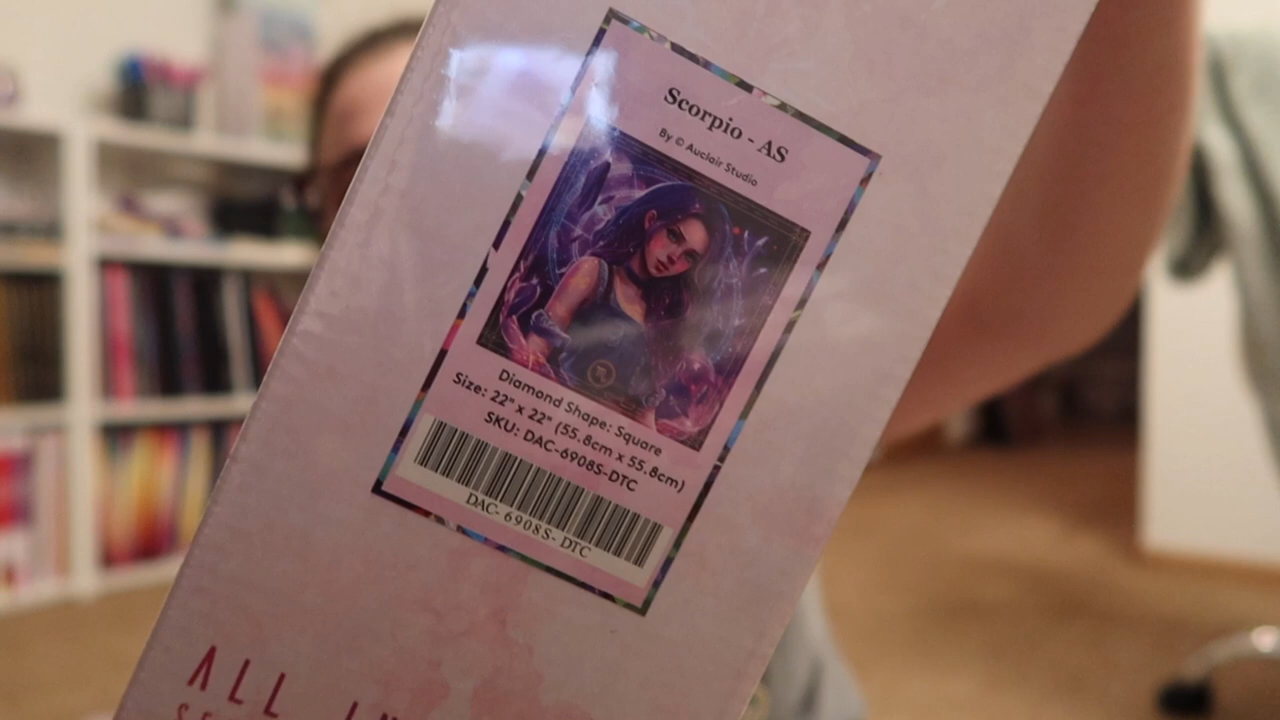 Scorpio - AS
By © Auclair Studio
Diamond Shape: Square
Size: 22" x 22" (55.8cm x 55.8cm)
SKU: DAC-6908S-DTC
DAC- 6908S- DTC
ALL